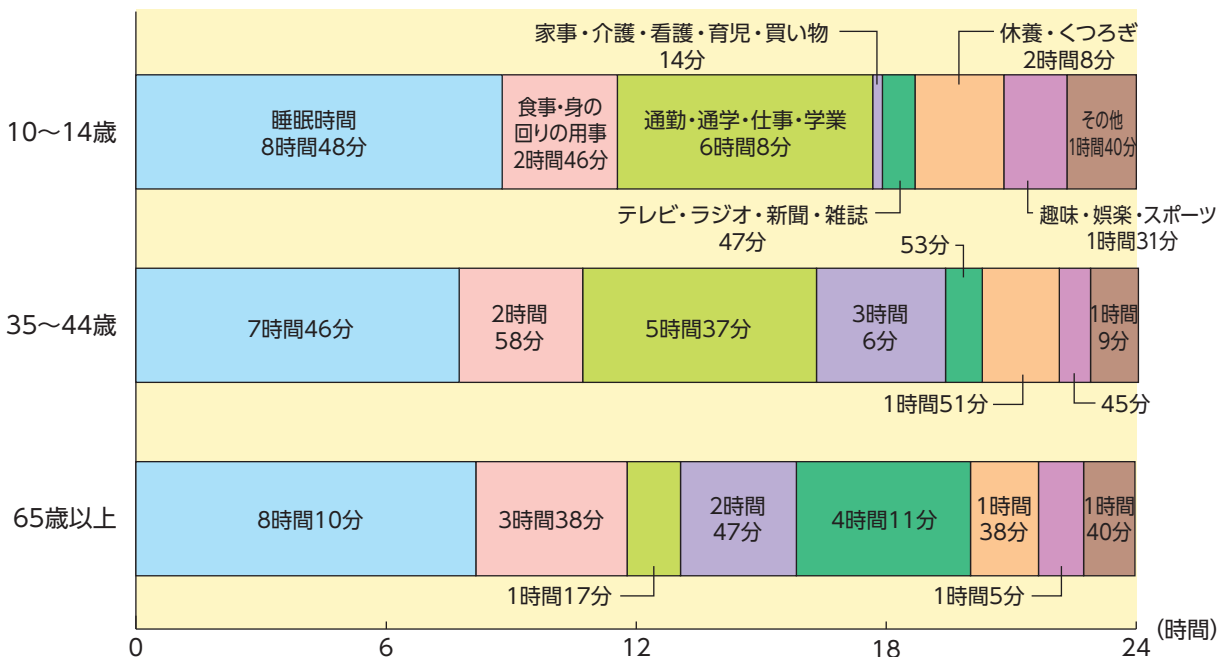 家事・介護・看護・育児・買い物
14分
休養・くつろぎ
2時間8分
10〜14歳
睡眠時間
8時間48分
食事・身の
回りの用事
2時間46分
通勤・通学・仕事・学業
6時間8分
その他
1時間40分
テレビ・ラジオ・新聞・雑誌
47分
趣味・娯楽・スポーツ
1時間31分
53分
35〜44歳
7時間46分
2時間
58分
5時間37分
3時間
6分
1時間
9分
1時間51分
45分
65歳以上
8時間10分
3時間38分
2時間
47分
4時間11分
1時間
38分
1時間
40分
1時間17分
1時間5分
0 6 12 18 24 (時間)